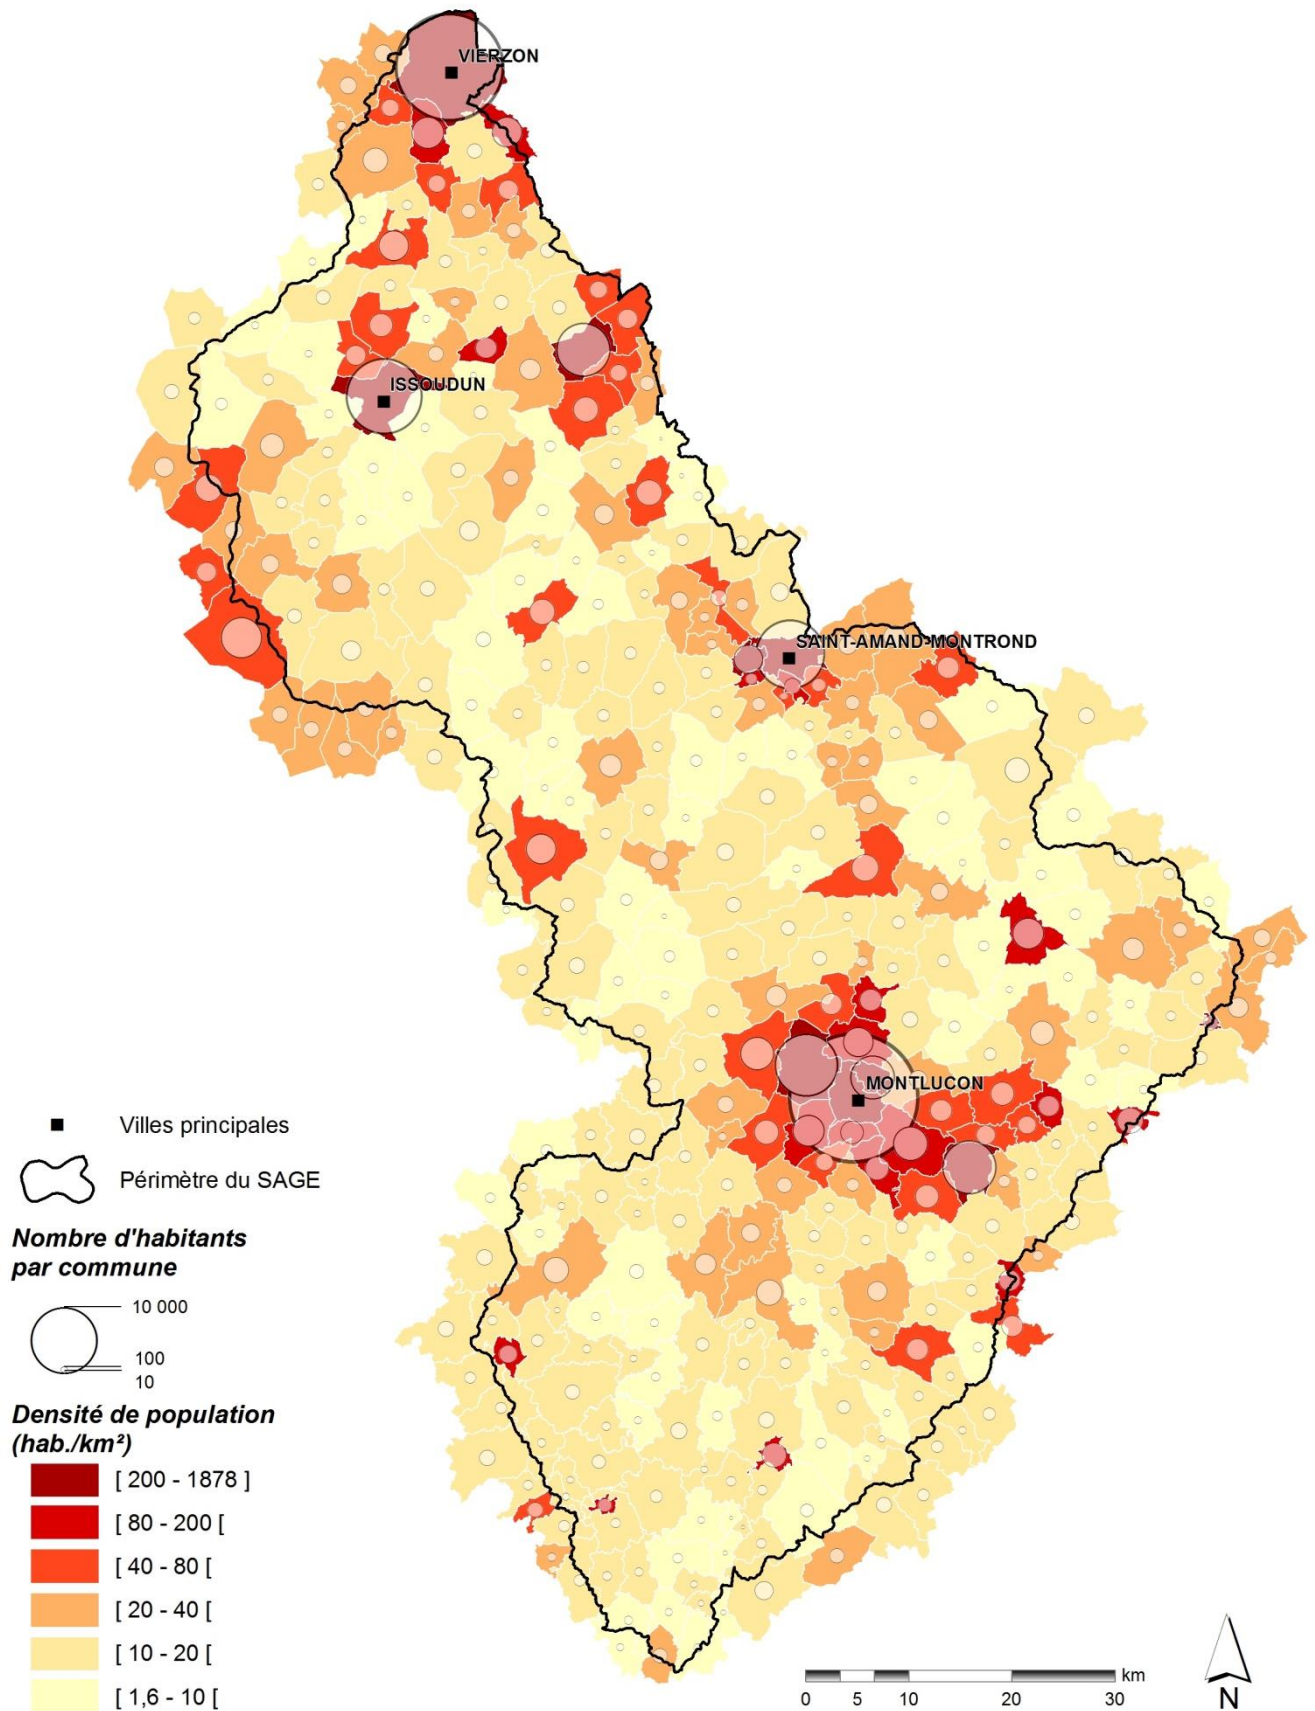 VIERZON
ISSOUDUN
SAINT-AMAND-MONTROND
MONTLUCON
Villes principales
Périmètre du SAGE
Nombre d'habitants
par commune
10 000
100
10
Densité de population
(hab./km²)
[ 200 - 1878 ]
[ 80 - 200 [
[ 40 - 80 [
[ 20 - 40 [
[ 10 - 20 [
[ 1,6 - 10 [
km
0 5 10 20 30
N